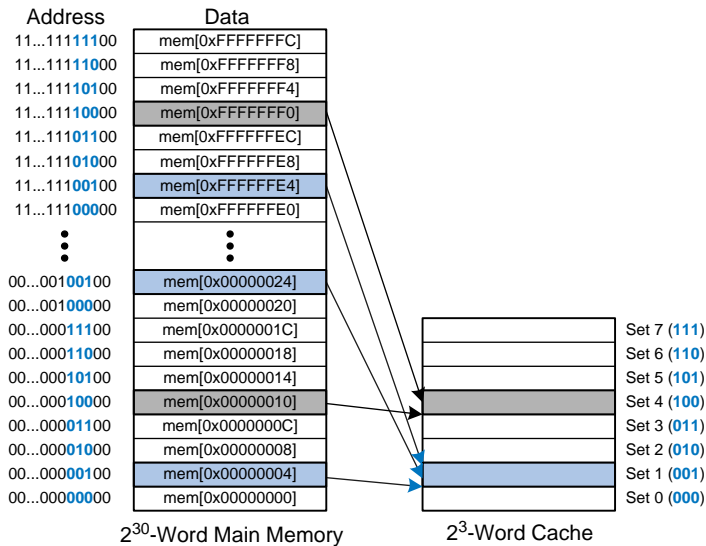 Address Data
11...11111100 mem[0xFFFFFFFC]
11...11111000 mem[0xFFFFFFF8]
11...11110100 mem[0xFFFFFFF4]
11...11110000 mem[0xFFFFFFF0]
11...11101100 mem[0xFFFFFFEC]
11...11101000 mem[0xFFFFFFE8]
11...11100100 mem[0xFFFFFFE4]
11...11100000 mem[0xFFFFFFE0]
00...00100100 mem[0x00000024]
00...00100000 mem[0x00000020]
00...00011100 mem[0x0000001C] Set 7 (111)
00...00011000 mem[0x00000018] Set 6 (110)
00...00010100 mem[0x00000014] Set 5 (101)
00...00010000 mem[0x00000010] Set 4 (100)
00...00001100 mem[0x0000000C] Set 3 (011)
00...00001000 mem[0x00000008] Set 2 (010)
00...00000100 mem[0x00000004] Set 1 (001)
00...00000000 mem[0x00000000] Set 0 (000)
2³⁰-Word Main Memory 2³-Word Cache